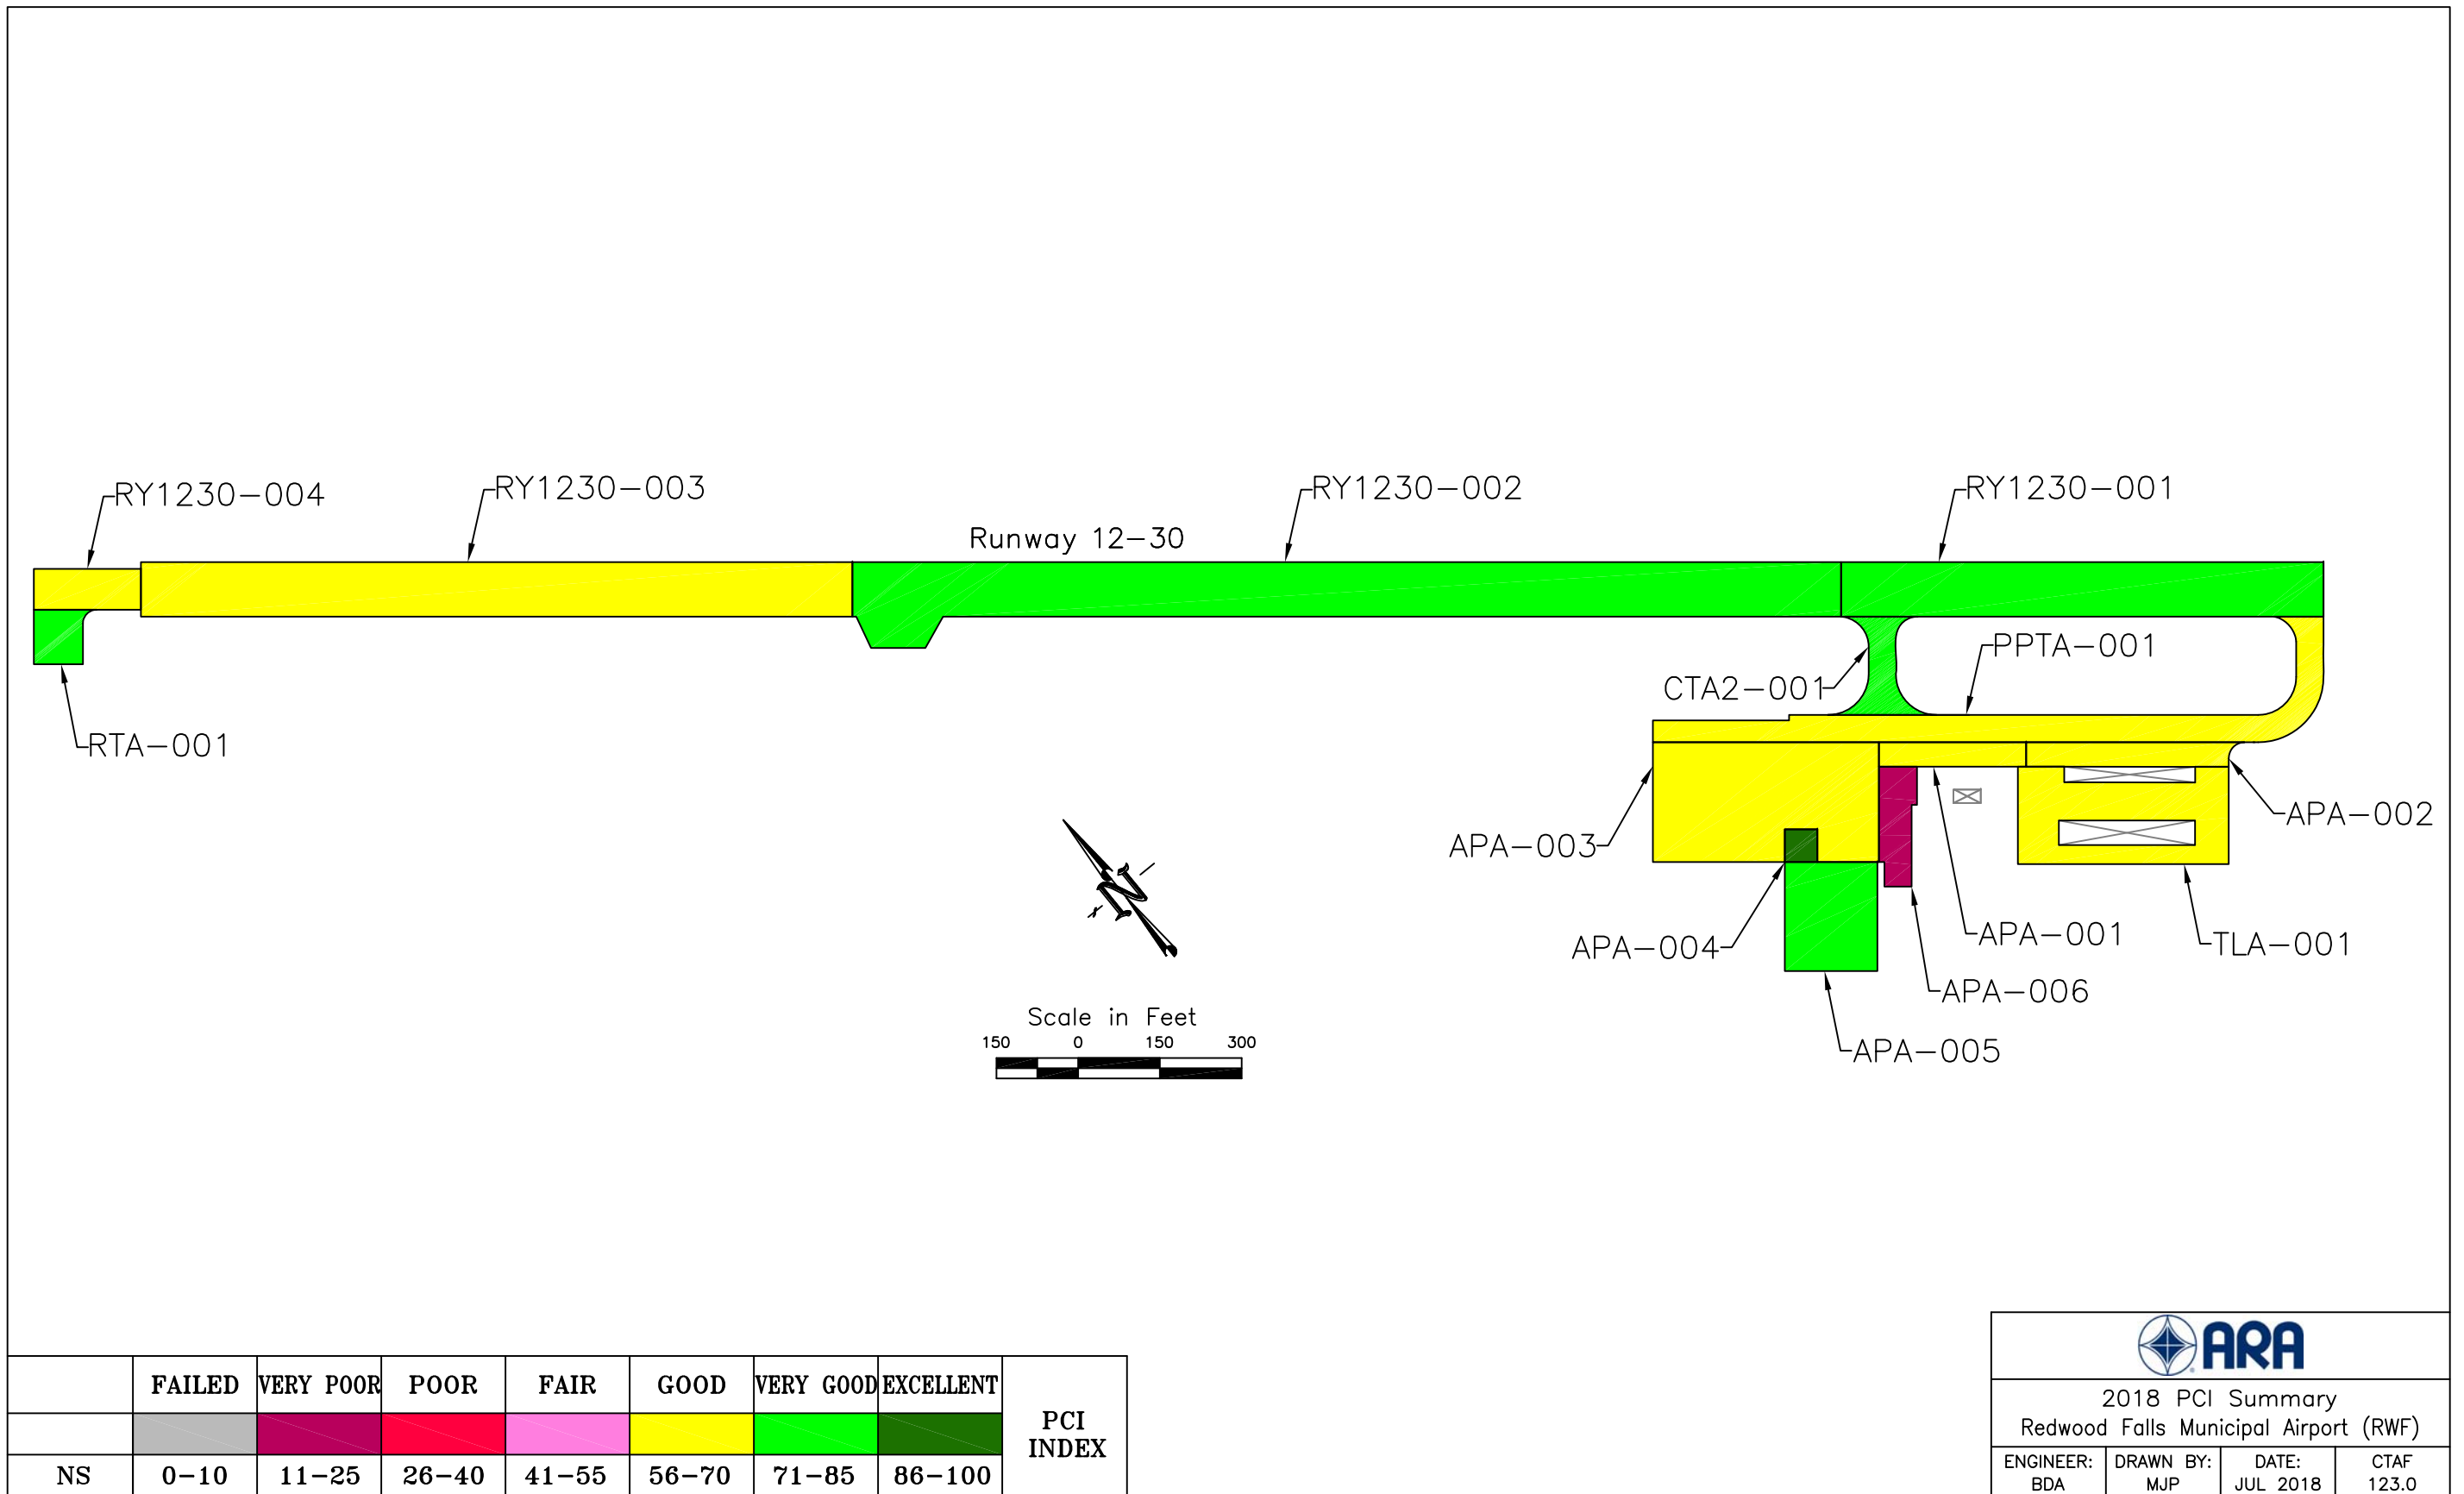 RY1230-004
RY1230-003
RY1230-002
RY1230-001
Runway 12-30
PPTA-001
CTA2-001
RTA-001
APA-002
APA-003
APA-004
APA-001
TLA-001
APA-006
APA-005
N
Scale in Feet
150 0 150 300
FAILED VERY POOR POOR FAIR GOOD VERY GOOD EXCELLENT
PCI
INDEX
NS 0-10 11-25 26-40 41-55 56-70 71-85 86-100
ARA
2018 PCI Summary
Redwood Falls Municipal Airport (RWF)
ENGINEER: DRAWN BY: DATE: CTAF
BDA MJP JUL 2018 123.0